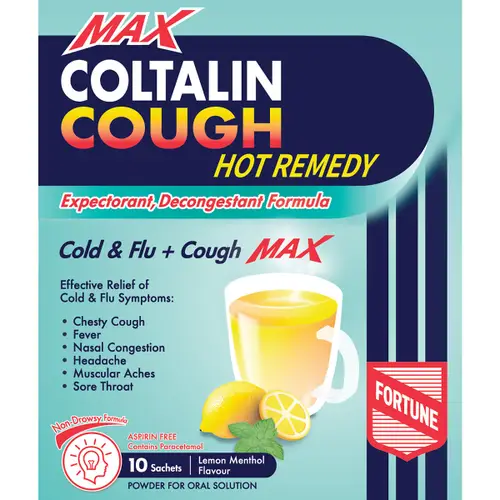 MAX
COLTALIN
COUGH
HOT REMEDY
Expectorant, Decongestant Formula
Cold & Flu + Cough MAX
Effective Relief of
Cold & Flu Symptoms:
• Chesty Cough
• Fever
• Nasal Congestion
• Headache
• Muscular Aches
• Sore Throat
FORTUNE
Non-Drowsy Formula
ASPIRIN FREE
Contains Paracetamol
10 Sachets
Lemon Menthol
Flavour
POWDER FOR ORAL SOLUTION